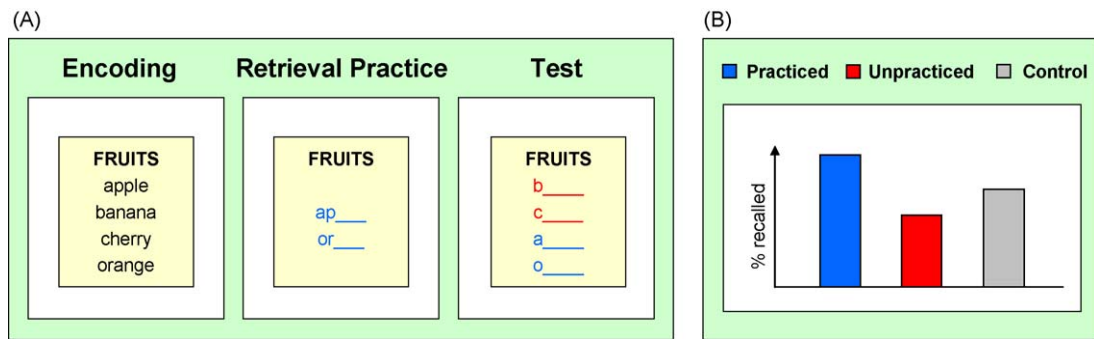 (A)
Encoding
FRUITS
apple
banana
cherry
orange
Retrieval Practice
FRUITS
ap___
or___
Test
FRUITS
b____
c____
a____
o____
(B)
Practiced Unpracticed Control
% recalled